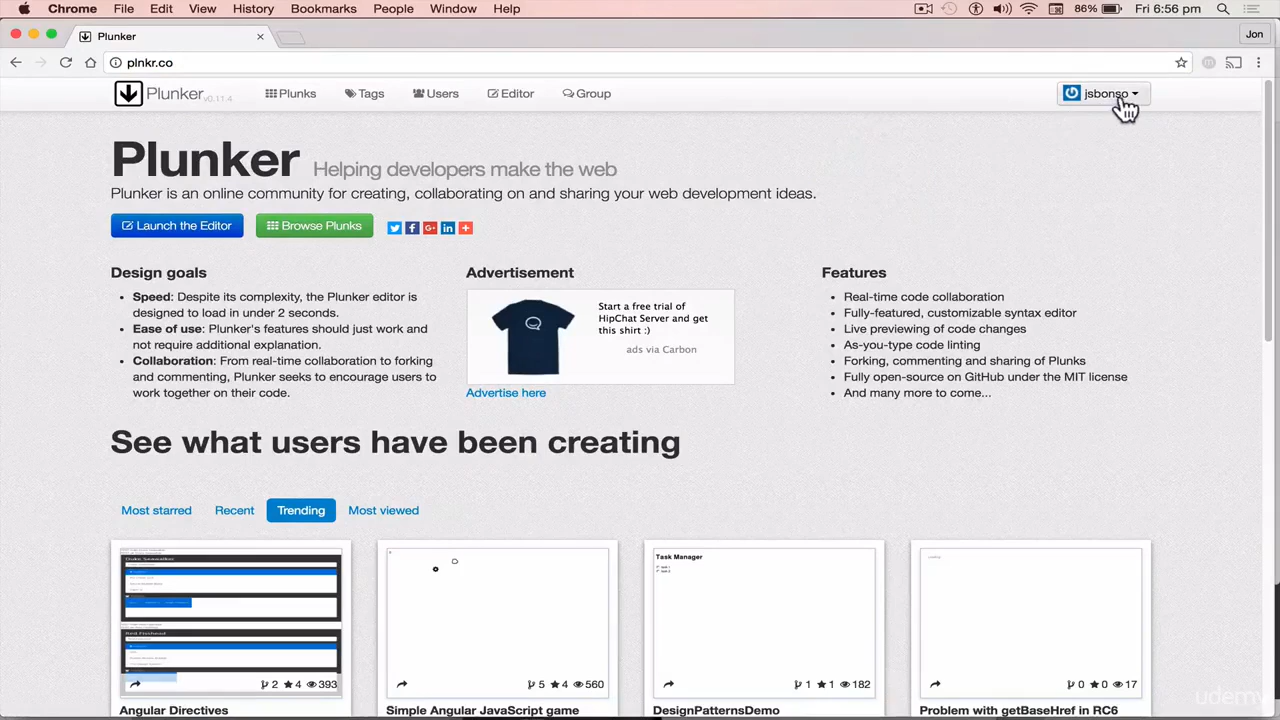 Chrome File Edit View History Bookmarks People Window Help 86% Fri 6:56 pm
Plunker Jon
plnkr.co
Plunker v0.11.4 Plunks Tags Users Editor Group jsbonso
Plunker Helping developers make the web
Plunker is an online community for creating, collaborating on and sharing your web development ideas.
Launch the Editor Browse Plunks
Design goals
Speed: Despite its complexity, the Plunker editor is
designed to load in under 2 seconds.
Ease of use: Plunker's features should just work and
not require additional explanation.
Collaboration: From real-time collaboration to forking
and commenting, Plunker seeks to encourage users to
work together on their code.
Advertisement
Start a free trial of
HipChat Server and get
this shirt :)
ads via Carbon
Advertise here
Features
Real-time code collaboration
Fully-featured, customizable syntax editor
Live previewing of code changes
As-you-type code linting
Forking, commenting and sharing of Plunks
Fully open-source on GitHub under the MIT license
And many more to come...
See what users have been creating
Most starred Recent Trending Most viewed
Task Manager
2 4 393
5 4 560
1 1 182
0 0 17
Angular Directives
Simple Angular JavaScript game
DesignPatternsDemo
Problem with getBaseHref in RC6
udemy